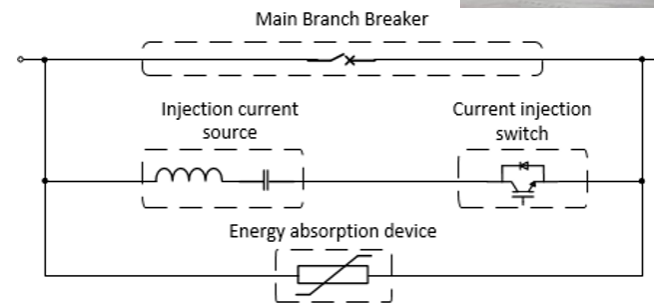 Main Branch Breaker
Injection current
source
Current injection
switch
Energy absorption device